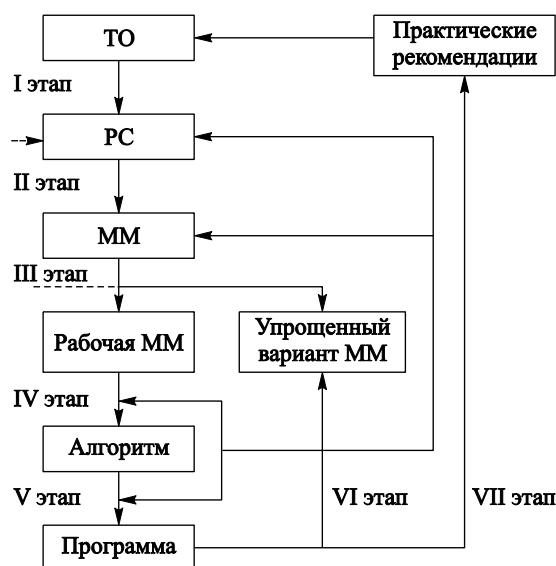 ТО
Практические
рекомендации
I этап
РС
II этап
ММ
III этап
Рабочая ММ
Упрощенный
вариант ММ
IV этап
Алгоритм
V этап
VI этап
VII этап
Программа